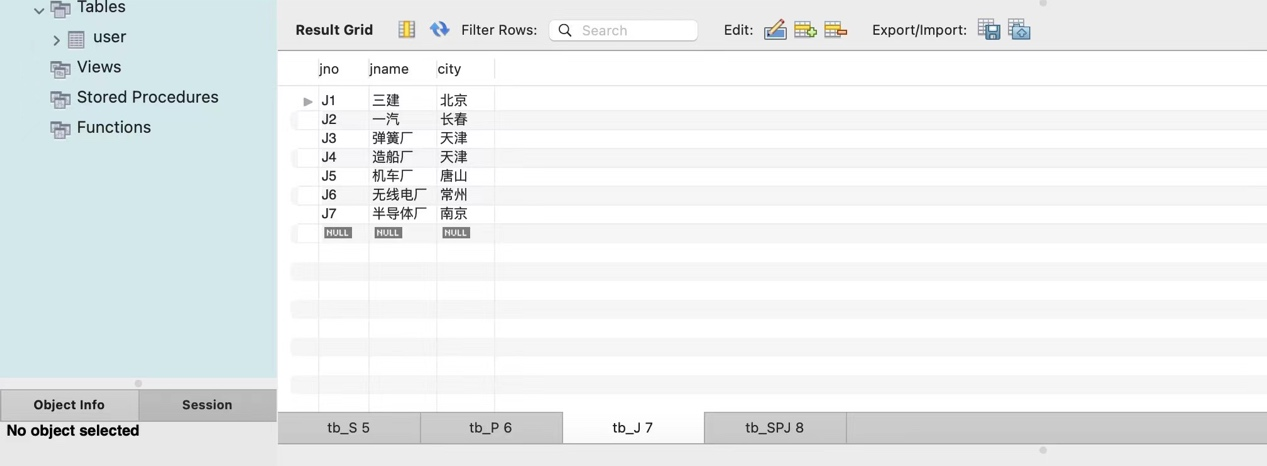 Tables
user
Views
Stored Procedures
Functions
Object Info Session
No object selected
Result Grid Filter Rows: Search Edit: Export/Import:
jno jname city
J1 三建 北京
J2 一汽 长春
J3 弹簧厂 天津
J4 造船厂 天津
J5 机车厂 唐山
J6 无线电厂 常州
J7 半导体厂 南京
NULL NULL NULL
tb_S 5 tb_P 6 tb_J 7 tb_SPJ 8